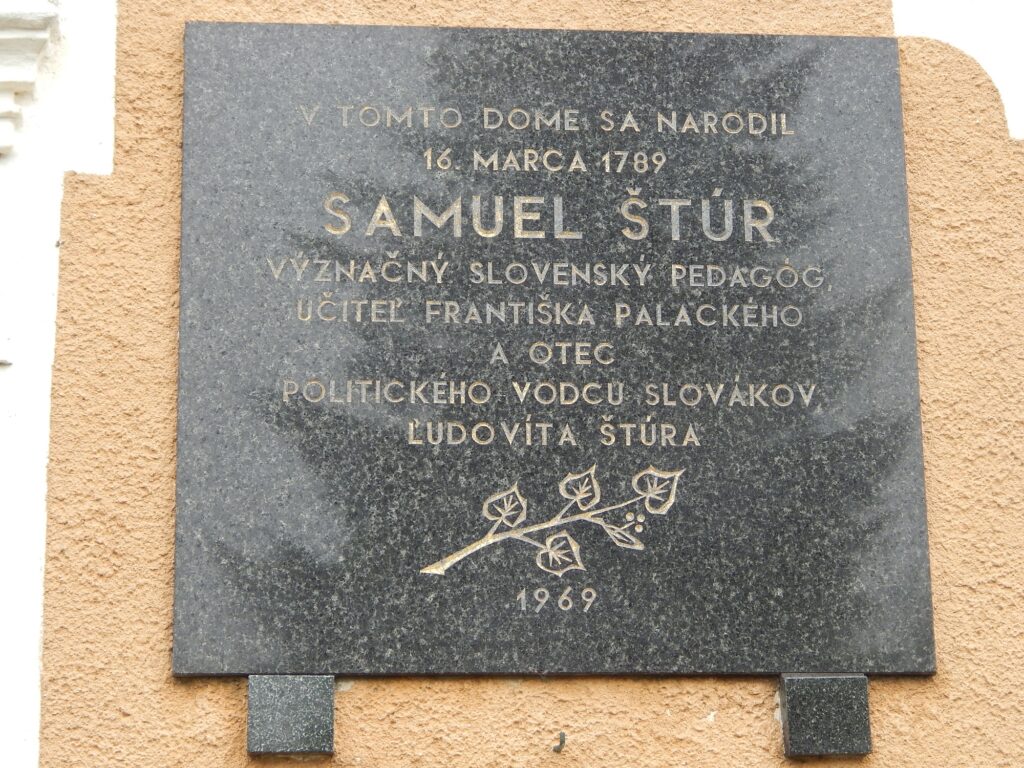 V TOMTO DOME SA NARODIL
16. MARCA 1789
SAMUEL ŠTÚR
VÝZNAČNÝ SLOVENSKÝ PEDAGÓG,
UČITEĽ FRANTIŠKA PALACKÉHO
A OTEC
POLITICKÉHO VODCU SLOVÁKOV
ĽUDOVÍTA ŠTÚRA
1969